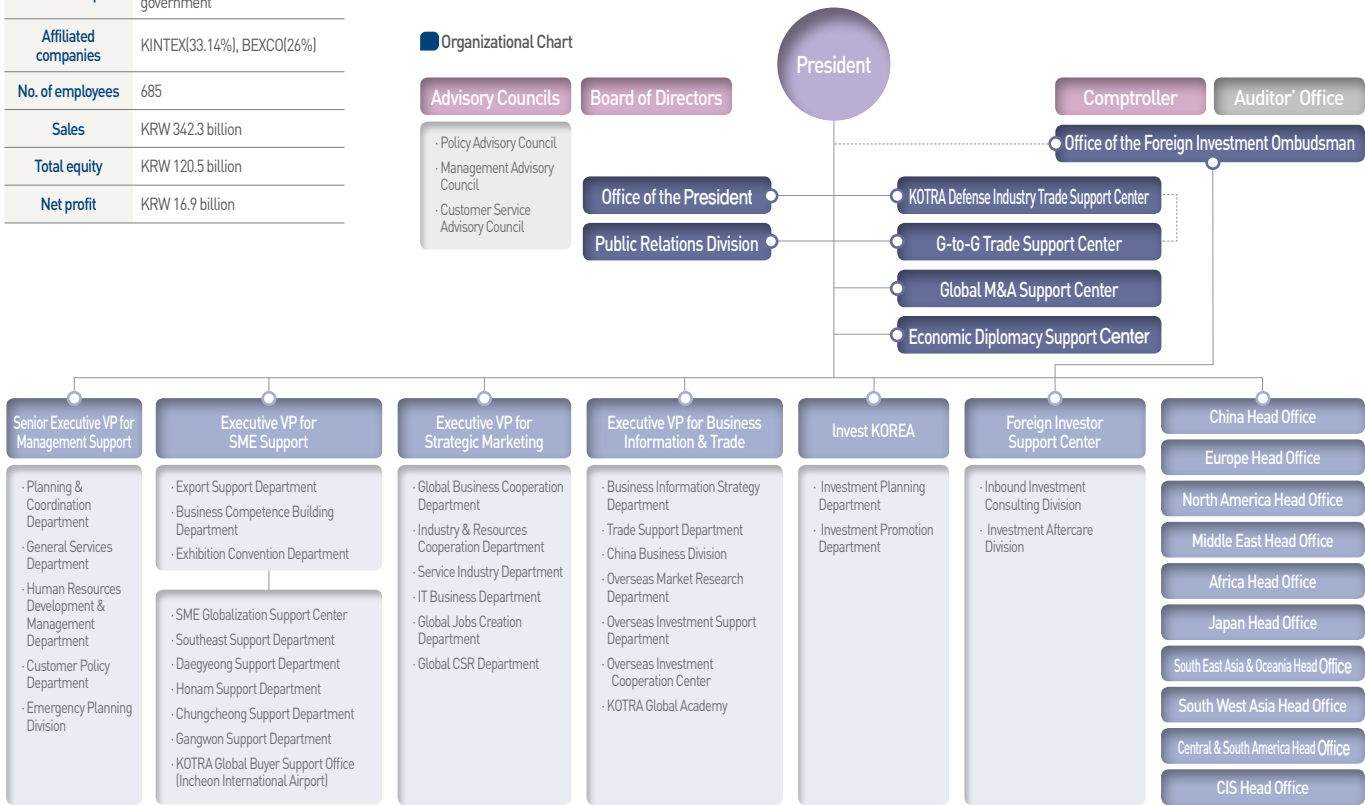 government
Affiliated
companies
KINTEX(33.14%), BEXCO(26%)
No. of employees
685
Sales
KRW 342.3 billion
Total equity
KRW 120.5 billion
Net profit
KRW 16.9 billion
Organizational Chart
President
Advisory Councils
Board of Directors
Comptroller
Auditor' Office
· Policy Advisory Council
· Management Advisory
Council
· Customer Service
Advisory Council
Office of the Foreign Investment Ombudsman
Office of the President
KOTRA Defense Industry Trade Support Center
Public Relations Division
G-to-G Trade Support Center
Global M&A Support Center
Economic Diplomacy Support Center
Senior Executive VP for
Management Support
· Planning &
Coordination
Department
· General Services
Department
· Human Resources
Development &
Management
Department
· Customer Policy
Department
· Emergency Planning
Division
Executive VP for
SME Support
· Export Support Department
· Business Competence Building
Department
· Exhibition Convention Department
· SME Globalization Support Center
· Southeast Support Department
· Daegyeong Support Department
· Honam Support Department
· Chungcheong Support Department
· Gangwon Support Department
· KOTRA Global Buyer Support Office
(Incheon International Airport)
Executive VP for
Strategic Marketing
· Global Business Cooperation
Department
· Industry & Resources
Cooperation Department
· Service Industry Department
· IT Business Department
· Global Jobs Creation
Department
· Global CSR Department
Executive VP for Business
Information & Trade
· Business Information Strategy
Department
· Trade Support Department
· China Business Division
· Overseas Market Research
Department
· Overseas Investment Support
Department
· Overseas Investment
Cooperation Center
· KOTRA Global Academy
Invest KOREA
· Investment Planning
Department
· Investment Promotion
Department
Foreign Investor
Support Center
· Inbound Investment
Consulting Division
· Investment Aftercare
Division
China Head Office
Europe Head Office
North America Head Office
Middle East Head Office
Africa Head Office
Japan Head Office
South East Asia & Oceania Head Office
South West Asia Head Office
Central & South America Head Office
CIS Head Office